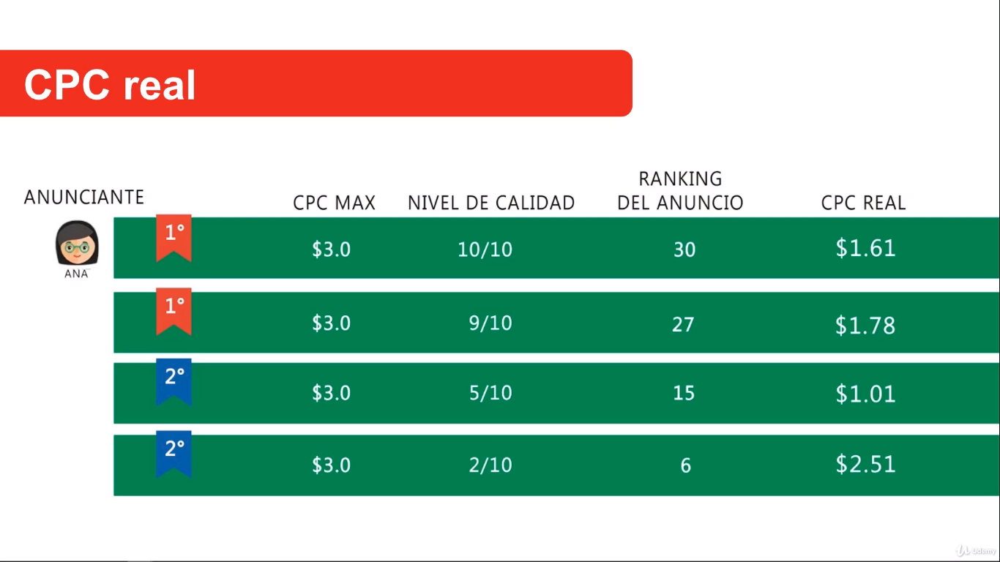 CPC real
ANUNCIANTE CPC MAX NIVEL DE CALIDAD RANKING DEL ANUNCIO CPC REAL
ANA
1° $3.0 10/10 30 $1.61
1° $3.0 9/10 27 $1.78
2° $3.0 5/10 15 $1.01
2° $3.0 2/10 6 $2.51
Udemy